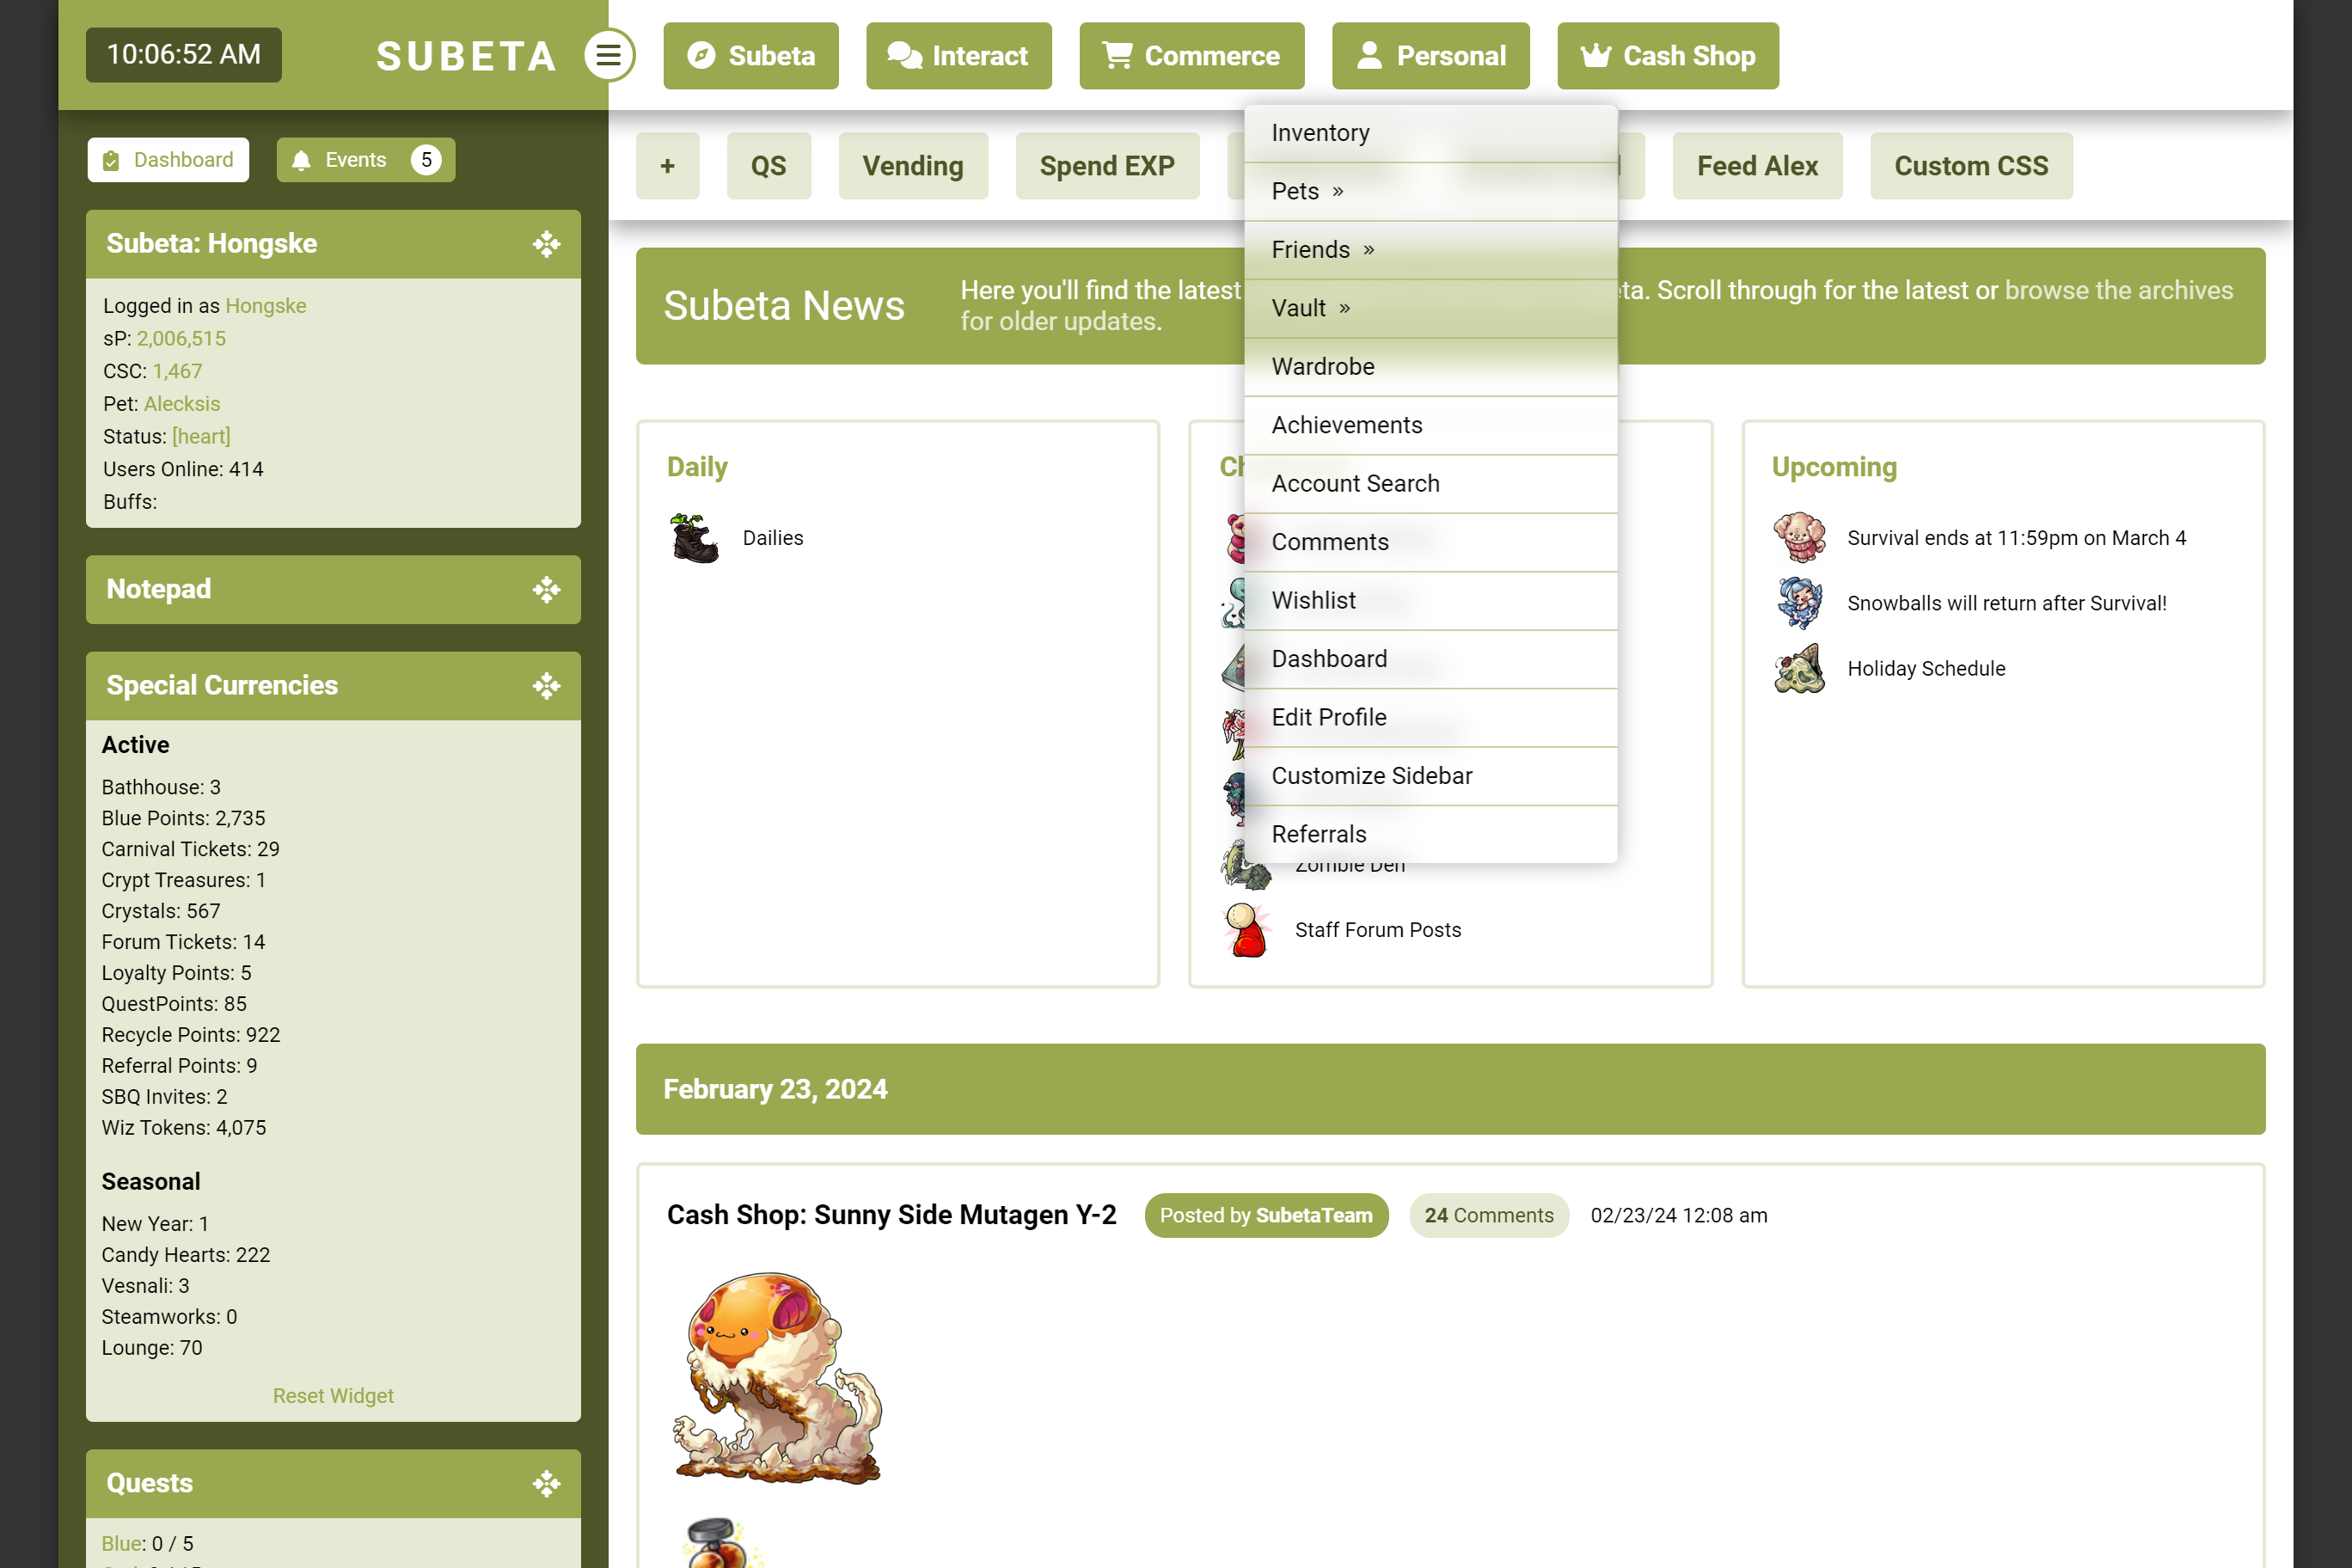 10:06:52 AM
SUBETA
Subeta
Interact
Commerce
Personal
Cash Shop
Dashboard
Events 5
+
QS
Vending
Spend EXP
Feed Alex
Custom CSS
Inventory
Pets »
Friends »
Vault »
Wardrobe
Achievements
Account Search
Comments
Wishlist
Dashboard
Edit Profile
Customize Sidebar
Referrals
Subeta: Hongske
Logged in as Hongske
sP: 2,006,515
CSC: 1,467
Pet: Alecksis
Status: [heart]
Users Online: 414
Buffs:
Notepad
Special Currencies
Active
Bathhouse: 3
Blue Points: 2,735
Carnival Tickets: 29
Crypt Treasures: 1
Crystals: 567
Forum Tickets: 14
Loyalty Points: 5
QuestPoints: 85
Recycle Points: 922
Referral Points: 9
SBQ Invites: 2
Wiz Tokens: 4,075
Seasonal
New Year: 1
Candy Hearts: 222
Vesnali: 3
Steamworks: 0
Lounge: 70
Reset Widget
Quests
Blue: 0 / 5
Subeta News
Here you'll find the latest eta. Scroll through for the latest or browse the archives
for older updates.
Daily
Dailies
Zombie Den
Staff Forum Posts
Upcoming
Survival ends at 11:59pm on March 4
Snowballs will return after Survival!
Holiday Schedule
February 23, 2024
Cash Shop: Sunny Side Mutagen Y-2
Posted by SubetaTeam
24 Comments
02/23/24 12:08 am